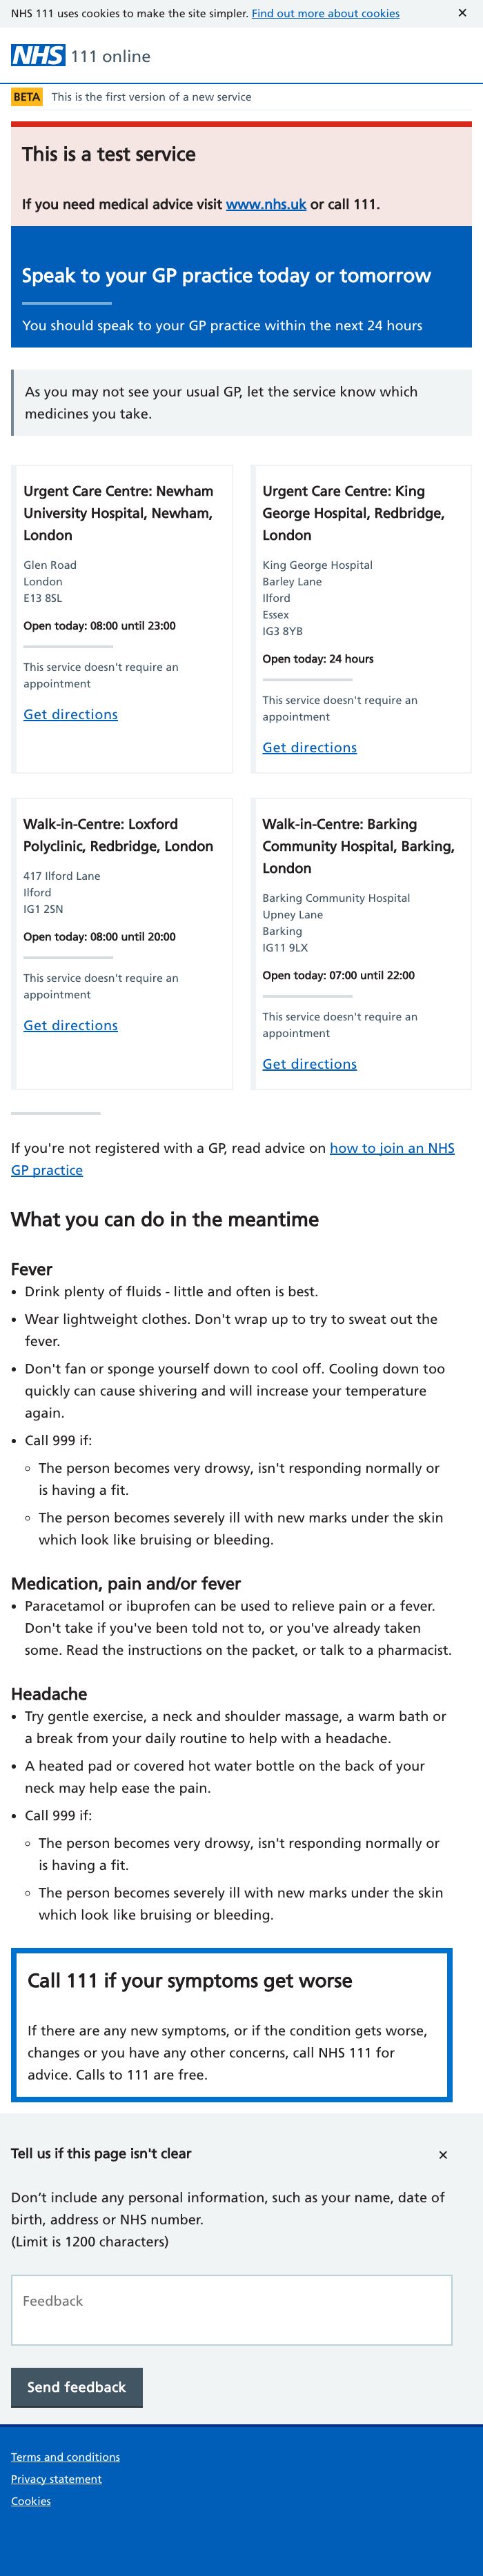 NHS 111 uses cookies to make the site simpler. Find out more about cookies ✕
NHS 111 online
BETA This is the first version of a new service
This is a test service
If you need medical advice visit www.nhs.uk or call 111.
Speak to your GP practice today or tomorrow
You should speak to your GP practice within the next 24 hours
As you may not see your usual GP, let the service know which
medicines you take.
Urgent Care Centre: Newham
University Hospital, Newham,
London
Glen Road
London
E13 8SL
Open today: 08:00 until 23:00
This service doesn't require an
appointment
Get directions
Urgent Care Centre: King
George Hospital, Redbridge,
London
King George Hospital
Barley Lane
Ilford
Essex
IG3 8YB
Open today: 24 hours
This service doesn't require an
appointment
Get directions
Walk-in-Centre: Loxford
Polyclinic, Redbridge, London
417 Ilford Lane
Ilford
IG1 2SN
Open today: 08:00 until 20:00
This service doesn't require an
appointment
Get directions
Walk-in-Centre: Barking
Community Hospital, Barking,
London
Barking Community Hospital
Upney Lane
Barking
IG11 9LX
Open today: 07:00 until 22:00
This service doesn't require an
appointment
Get directions
If you're not registered with a GP, read advice on how to join an NHS
GP practice
What you can do in the meantime
Fever
• Drink plenty of fluids - little and often is best.
• Wear lightweight clothes. Don't wrap up to try to sweat out the
fever.
• Don't fan or sponge yourself down to cool off. Cooling down too
quickly can cause shivering and will increase your temperature
again.
• Call 999 if:
◦ The person becomes very drowsy, isn't responding normally or
is having a fit.
◦ The person becomes severely ill with new marks under the skin
which look like bruising or bleeding.
Medication, pain and/or fever
• Paracetamol or ibuprofen can be used to relieve pain or a fever.
Don't take if you've been told not to, or you've already taken
some. Read the instructions on the packet, or talk to a pharmacist.
Headache
• Try gentle exercise, a neck and shoulder massage, a warm bath or
a break from your daily routine to help with a headache.
• A heated pad or covered hot water bottle on the back of your
neck may help ease the pain.
• Call 999 if:
◦ The person becomes very drowsy, isn't responding normally or
is having a fit.
◦ The person becomes severely ill with new marks under the skin
which look like bruising or bleeding.
Call 111 if your symptoms get worse
If there are any new symptoms, or if the condition gets worse,
changes or you have any other concerns, call NHS 111 for
advice. Calls to 111 are free.
Tell us if this page isn't clear ✕
Don’t include any personal information, such as your name, date of
birth, address or NHS number.
(Limit is 1200 characters)
Feedback
Send feedback
Terms and conditions
Privacy statement
Cookies